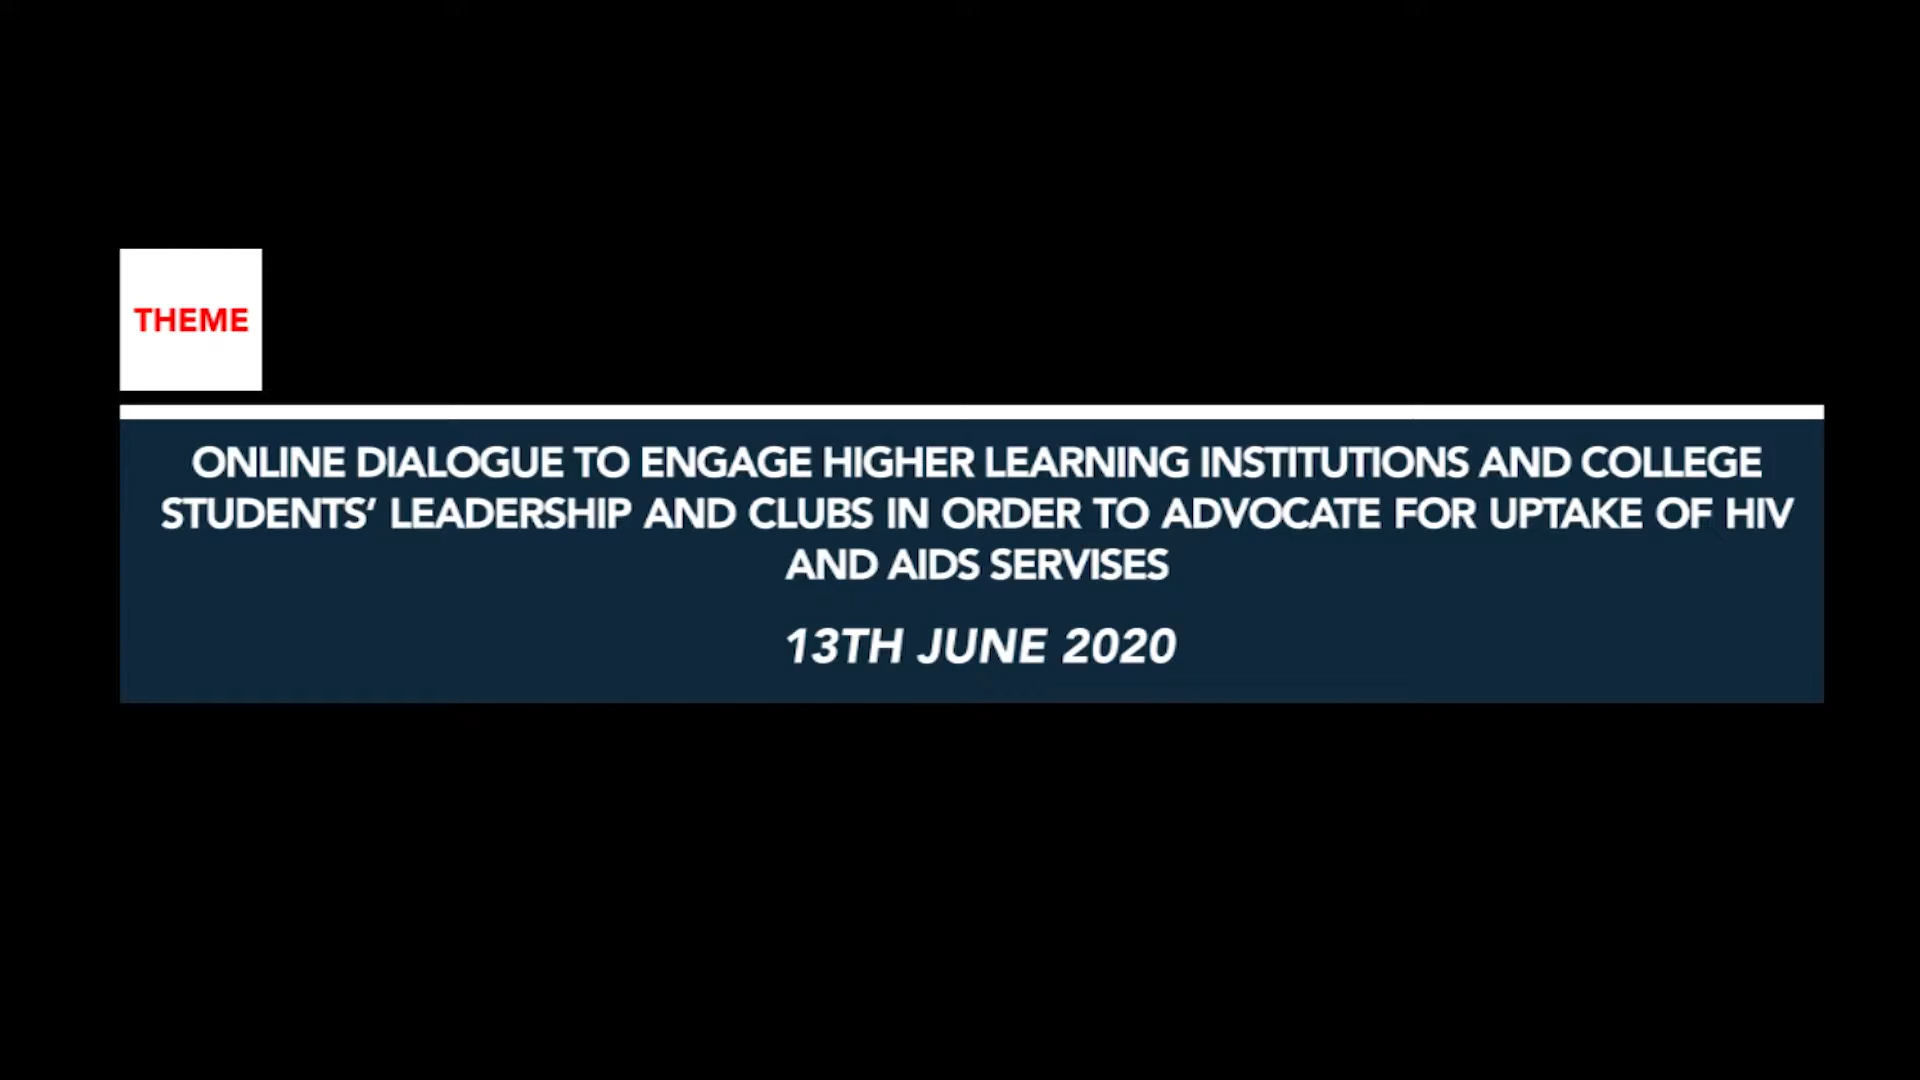 THEME
ONLINE DIALOGUE TO ENGAGE HIGHER LEARNING INSTITUTIONS AND COLLEGE
STUDENTS’ LEADERSHIP AND CLUBS IN ORDER TO ADVOCATE FOR UPTAKE OF HIV
AND AIDS SERVISES
13TH JUNE 2020